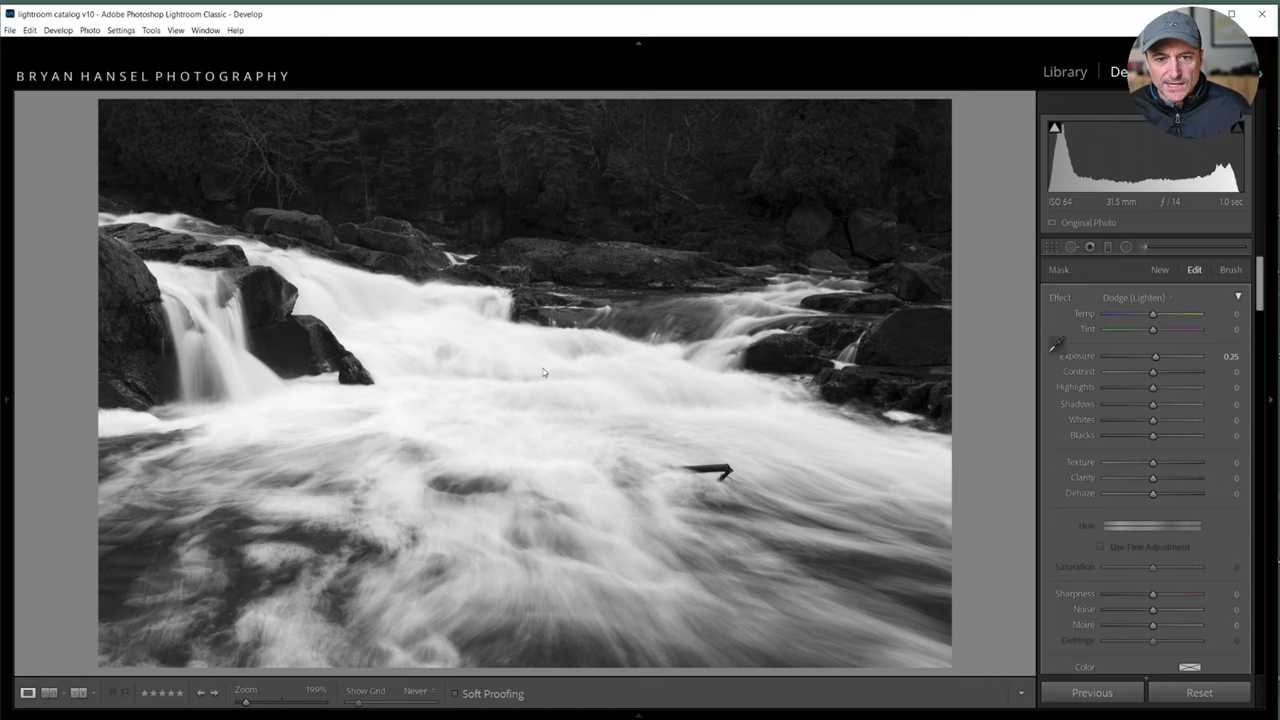 lightroom catalog v10 - Adobe Photoshop Lightroom Classic - Develop
File Edit Develop Photo Settings Tools View Window Help
BRYAN HANSEL PHOTOGRAPHY
Library
ISO 64 31.5 mm f / 14 1.0 sec
Original Photo
Mask : New Edit Brush
Effect : Dodge (Lighten)
Temp 0
Tint 0
Exposure 0.25
Contrast 0
Highlights 0
Shadows 0
Whites 0
Blacks 0
Texture 0
Clarity 0
Dehaze 0
Hue
Use Fine Adjustment
Saturation 0
Sharpness 0
Noise 0
Moiré 0
Defringe 0
Color
Zoom 199% Show Grid Never Soft Proofing
Previous Reset